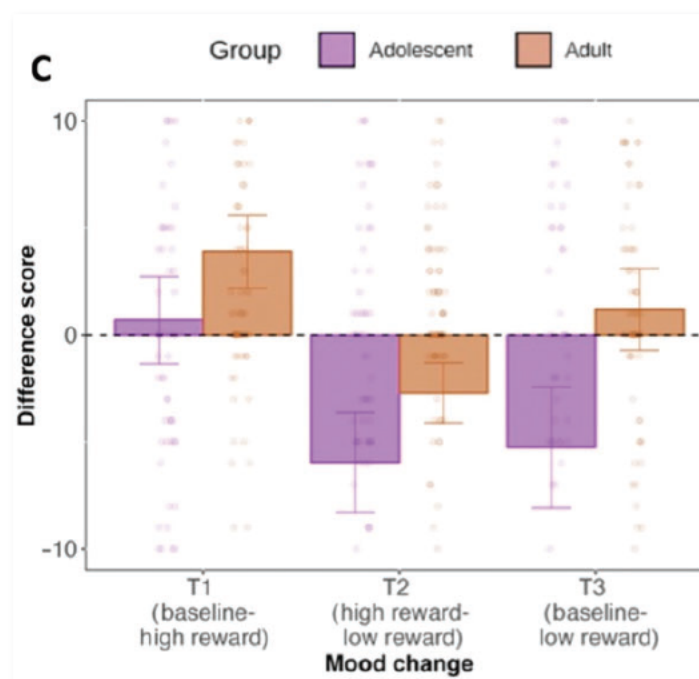 C
Group Adolescent Adult
10
0
-10
Difference score
T1 T2 T3
(baseline- (high reward- (baseline-
high reward) low reward) low reward)
Mood change